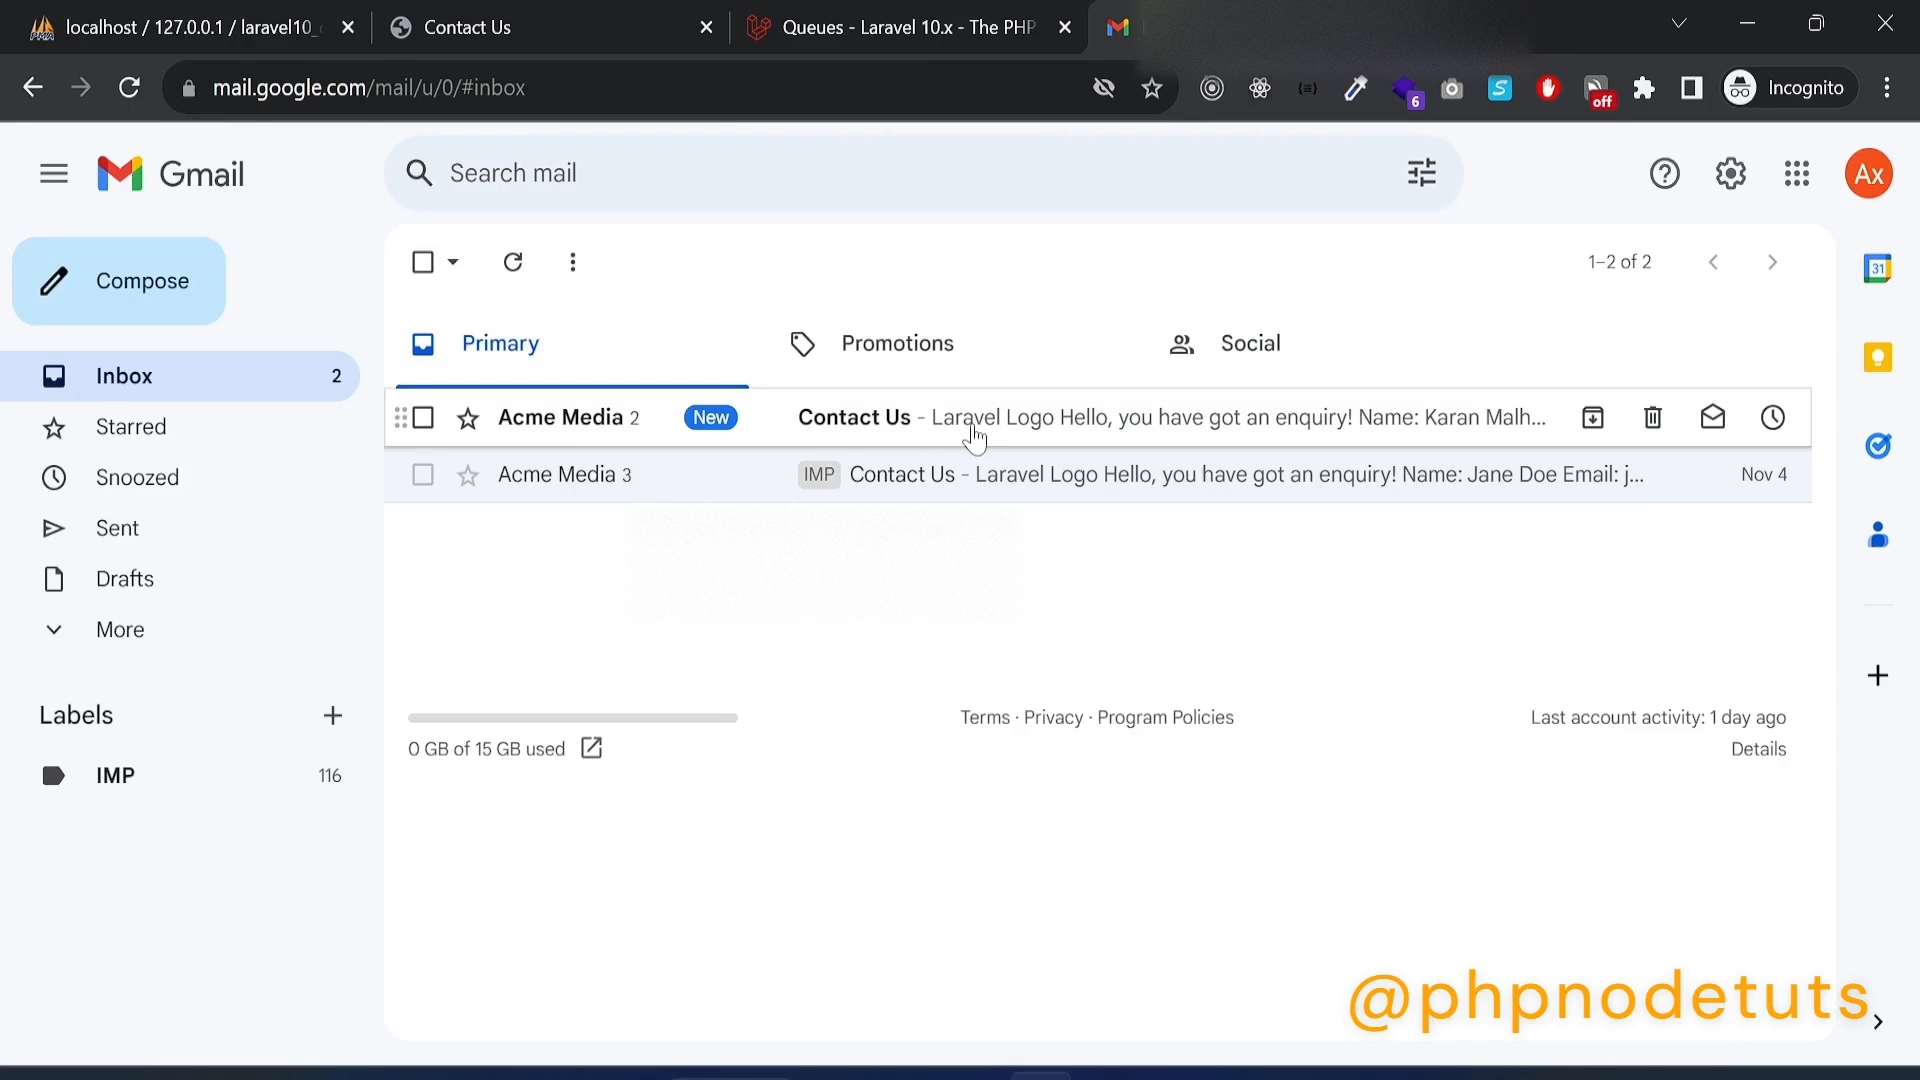 localhost / 127.0.0.1 / laravel10_
Contact Us
Queues - Laravel 10.x - The PHP
mail.google.com/mail/u/0/#inbox
6
S
off
Incognito
Gmail
Search mail
Ax
Compose
1–2 of 2
31
Primary
Promotions
Social
Inbox 2
Acme Media 2 New Contact Us - Laravel Logo Hello, you have got an enquiry! Name: Karan Malh...
Starred
Acme Media 3 IMP Contact Us - Laravel Logo Hello, you have got an enquiry! Name: Jane Doe Email: j... Nov 4
Snoozed
Sent
Drafts
More
Labels
Terms · Privacy · Program Policies
Last account activity: 1 day ago
0 GB of 15 GB used
Details
IMP 116
@phpnodetuts